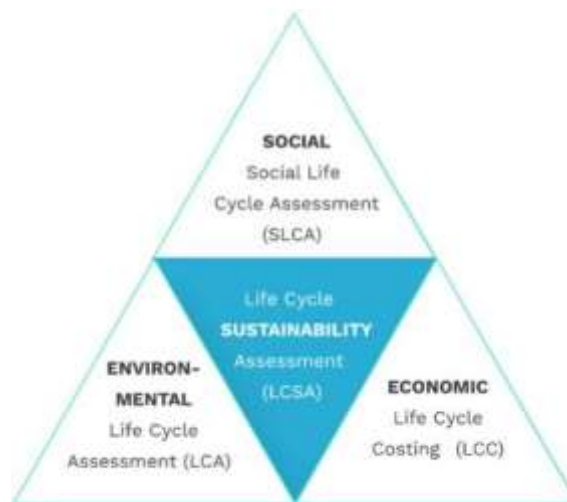 SOCIAL
Social Life
Cycle Assessment
(SLCA)
Life Cycle
SUSTAINABILITY
Assessment
(LCSA)
ENVIRON-
MENTAL
Life Cycle
Assessment (LCA)
ECONOMIC
Life Cycle
Costing (LCC)